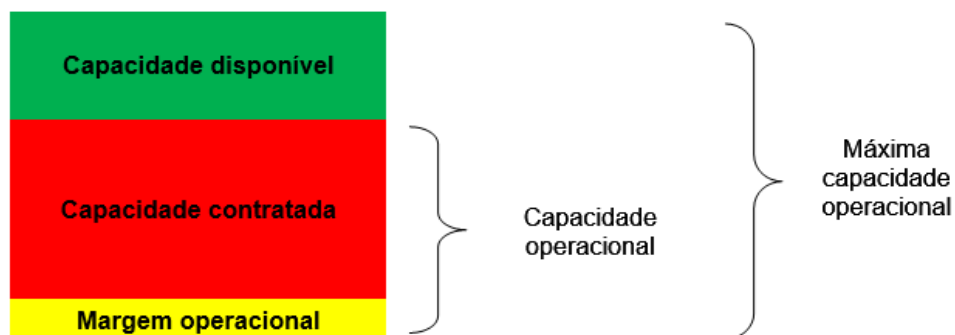 Capacidade disponível
Capacidade contratada
Margem operacional
Capacidade
operacional
Máxima
capacidade
operacional